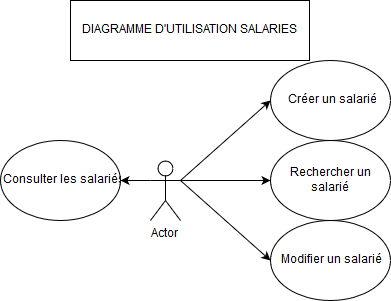 DIAGRAMME D'UTILISATION SALARIES
Créer un salarié
Consulter les salarié
Rechercher un
salarié
Actor
Modifier un salarié